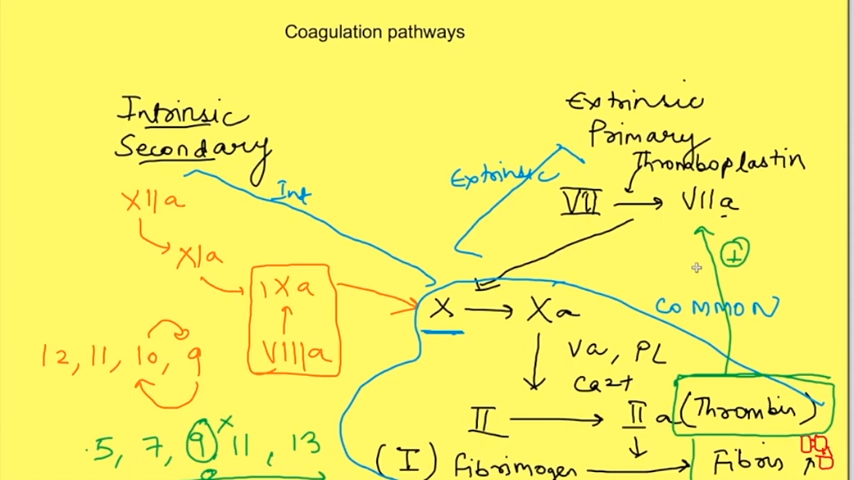 Coagulation pathways
Intrinsic
Secondary
Extrinsic
Primary
Thromboplastin
VII → VIIa
XIIa
Int
Extrinsic
XIa
IXa
VIIIa
X → Xa
COMMON
12, 11, 10, 9
Va, PL
Ca2+
II → IIa (Thrombin)
5, 7, 9 x 11, 13
(I) Fibrinogen → Fibrin ↑